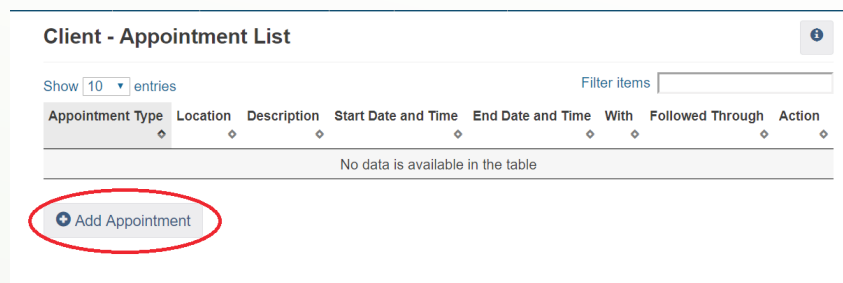 Client - Appointment List
Show 10 entries Filter items
Appointment Type Location Description Start Date and Time End Date and Time With Followed Through Action
No data is available in the table
Add Appointment